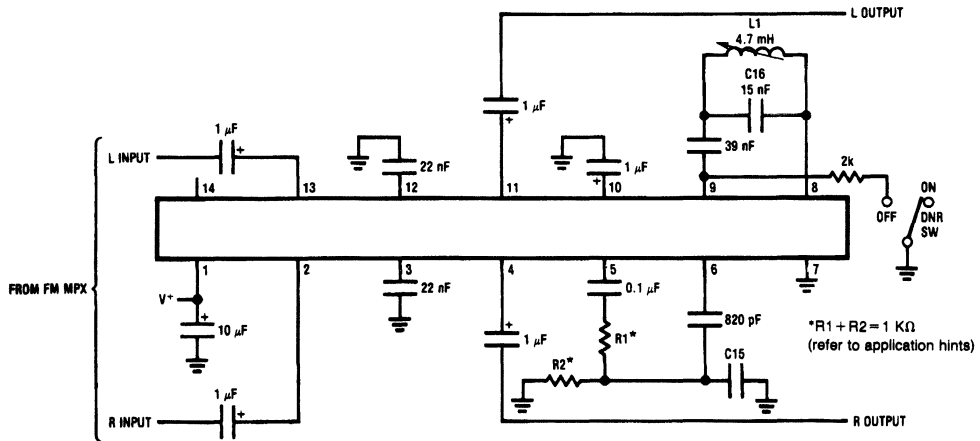 L OUTPUT
L1
4.7 mH
C16
15 nF
1 µF
1 µF
L INPUT
22 nF
1 µF
39 nF
2k
14
13
12
11
10
9
8
ON
OFF
DNR
SW
FROM FM MPX
1
2
3
4
5
6
7
V+
22 nF
0.1 µF
10 µF
1 µF
R1*
820 pF
*R1+R2=1 KΩ
(refer to application hints)
R2*
C15
1 µF
R INPUT
R OUTPUT
+
+
+
+
+
+